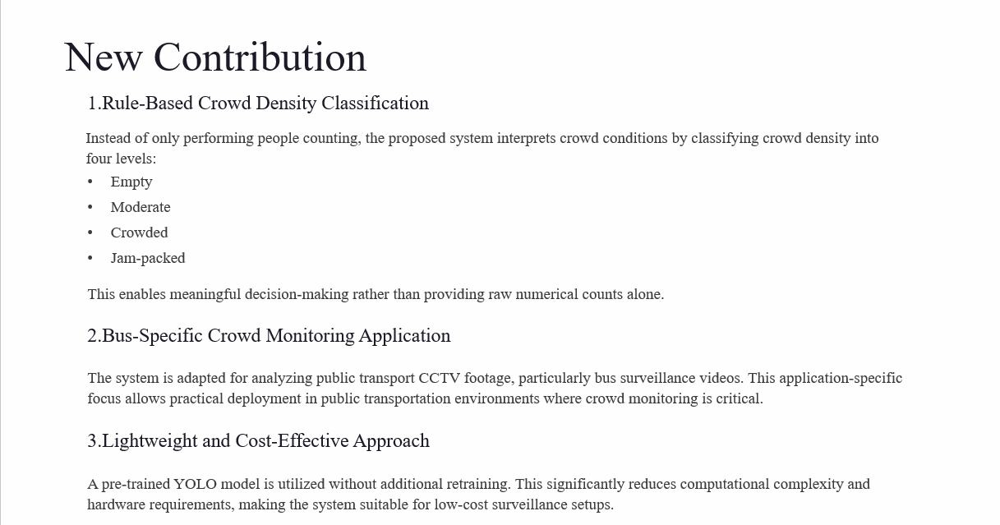 New Contribution
1.Rule-Based Crowd Density Classification
Instead of only performing people counting, the proposed system interprets crowd conditions by classifying crowd density into
four levels:
• Empty
• Moderate
• Crowded
• Jam-packed
This enables meaningful decision-making rather than providing raw numerical counts alone.
2.Bus-Specific Crowd Monitoring Application
The system is adapted for analyzing public transport CCTV footage, particularly bus surveillance videos. This application-specific
focus allows practical deployment in public transportation environments where crowd monitoring is critical.
3.Lightweight and Cost-Effective Approach
A pre-trained YOLO model is utilized without additional retraining. This significantly reduces computational complexity and
hardware requirements, making the system suitable for low-cost surveillance setups.